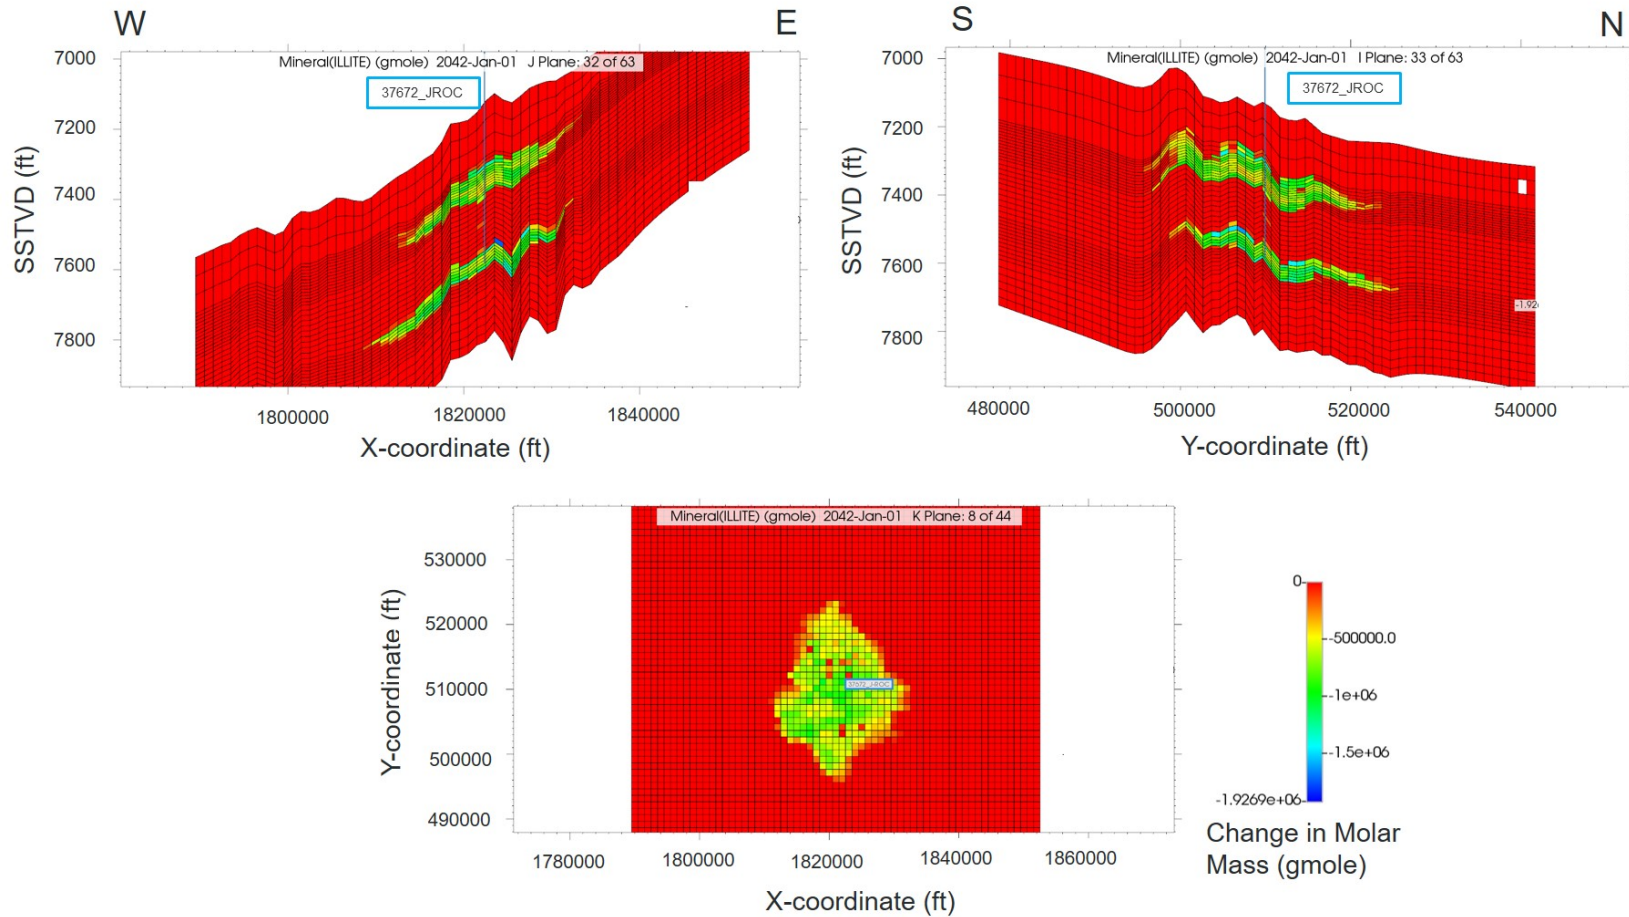 W
E
Mineral(ILLITE) (gmole) 2042-Jan-01 J Plane: 32 of 63
37672_JROC
7000
7200
7400
7600
7800
SSTVD (ft)
1800000
1820000
1840000
X-coordinate (ft)
S
N
Mineral(ILLITE) (gmole) 2042-Jan-01 I Plane: 33 of 63
37672_JROC
7000
7200
7400
7600
7800
SSTVD (ft)
-1.92
480000
500000
520000
540000
Y-coordinate (ft)
Mineral(ILLITE) (gmole) 2042-Jan-01 K Plane: 8 of 44
530000
520000
510000
500000
490000
Y-coordinate (ft)
37672_JROC
1780000
1800000
1820000
1840000
1860000
X-coordinate (ft)
0
-500000.0
-1e+06
-1.5e+06
-1.9269e+06
Change in Molar
Mass (gmole)